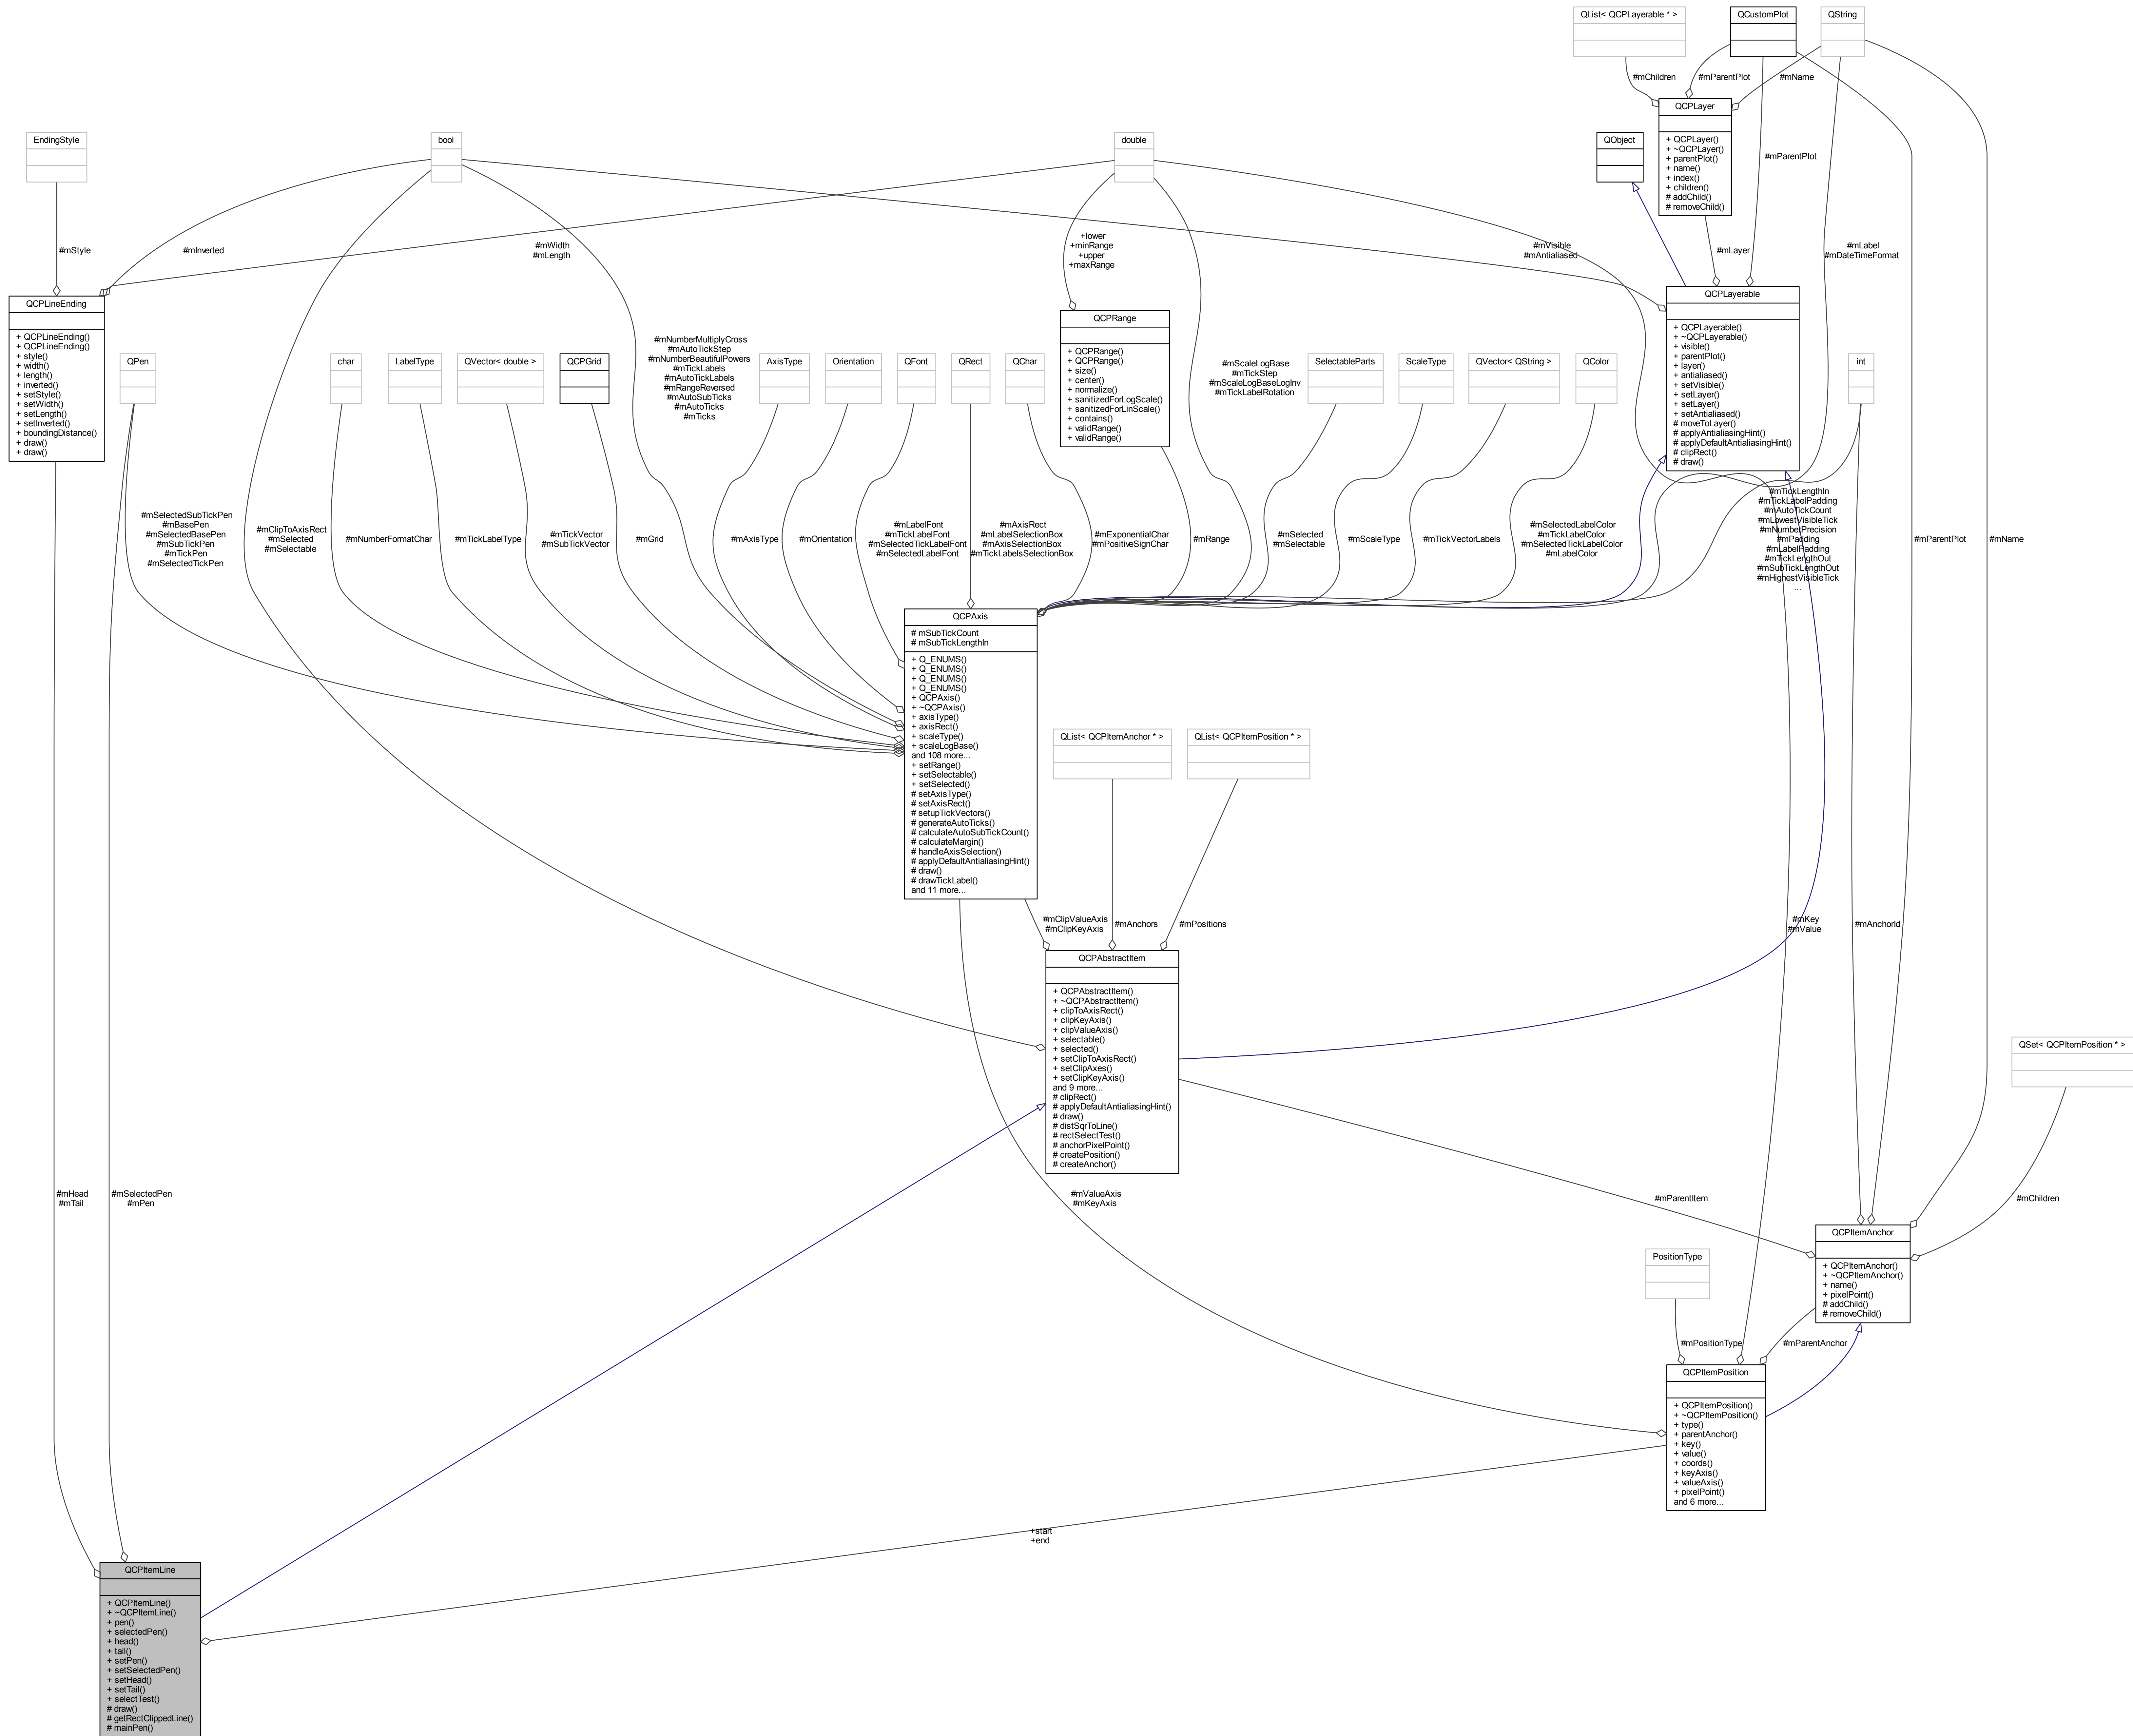 QList< QCPLayerable * >
QCustomPlot
QString
#mChildren
#mParentPlot
#mName
QCPLayer
+ QCPLayer()
+ ~QCPLayer()
+ parentPlot()
+ name()
+ index()
+ children()
# addChild()
# removeChild()
EndingStyle
bool
double
QObject
#mParentPlot
#mStyle
#mInverted
#mWidth
#mLength
+lower
+minRange
+upper
+maxRange
#mVisible
#mAntialiased
#mLayer
#mLabel
#mDateTimeFormat
QCPLineEnding
+ QCPLineEnding()
+ QCPLineEnding()
+ style()
+ width()
+ length()
+ inverted()
+ setStyle()
+ setWidth()
+ setLength()
+ setInverted()
+ boundingDistance()
+ draw()
+ draw()
QCPRange
+ QCPRange()
+ QCPRange()
+ size()
+ center()
+ normalize()
+ sanitizedForLogScale()
+ sanitizedForLinScale()
+ contains()
+ validRange()
+ validRange()
QCPLayerable
+ QCPLayerable()
+ ~QCPLayerable()
+ visible()
+ parentPlot()
+ layer()
+ antialiased()
+ setVisible()
+ setLayer()
+ setLayer()
+ setAntialiased()
# moveToLayer()
# applyAntialiasingHint()
# applyDefaultAntialiasingHint()
# clipRect()
# draw()
QPen
char
LabelType
QVector< double >
QCPGrid
#mNumberMultiplyCross
#mAutoTickStep
#mNumberBeautifulPowers
#mTickLabels
#mAutoTickLabels
#mRangeReversed
#mAutoSubTicks
#mAutoTicks
#mTicks
AxisType
Orientation
QFont
QRect
QChar
#mScaleLogBase
#mTickStep
#mScaleLogBaseLogInv
#mTickLabelRotation
SelectableParts
ScaleType
QVector< QString >
QColor
int
#mSelectedSubTickPen
#mBasePen
#mSelectedBasePen
#mSubTickPen
#mTickPen
#mSelectedTickPen
#mClipToAxisRect
#mSelected
#mSelectable
#mNumberFormatChar
#mTickLabelType
#mTickVector
#mSubTickVector
#mGrid
#mAxisType
#mOrientation
#mLabelFont
#mTickLabelFont
#mSelectedTickLabelFont
#mSelectedLabelFont
#mAxisRect
#mLabelSelectionBox
#mAxisSelectionBox
#mTickLabelsSelectionBox
#mExponentialChar
#mPositiveSignChar
#mRange
#mSelected
#mSelectable
#mScaleType
#mTickVectorLabels
#mSelectedLabelColor
#mTickLabelColor
#mSelectedTickLabelColor
#mLabelColor
#mTickLengthIn
#mTickLabelPadding
#mAutoTickCount
#mLowestVisibleTick
#mNumberPrecision
#mPadding
#mLabelPadding
#mTickLengthOut
#mSubTickLengthOut
#mHighestVisibleTick
...
#mParentPlot
#mName
QCPAxis
# mSubTickCount
# mSubTickLengthIn
+ Q_ENUMS()
+ Q_ENUMS()
+ Q_ENUMS()
+ Q_ENUMS()
+ QCPAxis()
+ ~QCPAxis()
+ axisType()
+ axisRect()
+ scaleType()
+ scaleLogBase()
and 108 more...
+ setRange()
+ setSelectable()
+ setSelected()
# setAxisType()
# setAxisRect()
# setupTickVectors()
# generateAutoTicks()
# calculateAutoSubTickCount()
# calculateMargin()
# handleAxisSelection()
# applyDefaultAntialiasingHint()
# draw()
# drawTickLabel()
and 11 more...
QList< QCPItemAnchor * >
QList< QCPItemPosition * >
#mClipValueAxis
#mClipKeyAxis
#mAnchors
#mPositions
#mKey
#mValue
#mAnchorId
QCPAbstractItem
+ QCPAbstractItem()
+ ~QCPAbstractItem()
+ clipToAxisRect()
+ clipKeyAxis()
+ clipValueAxis()
+ selectable()
+ selected()
+ setClipToAxisRect()
+ setClipAxes()
+ setClipKeyAxis()
and 9 more...
# clipRect()
# applyDefaultAntialiasingHint()
# draw()
# distSqrToLine()
# rectSelectTest()
# anchorPixelPoint()
# createPosition()
# createAnchor()
QSet< QCPItemPosition * >
#mHead
#mTail
#mSelectedPen
#mPen
#mValueAxis
#mKeyAxis
#mParentItem
#mChildren
QCPItemAnchor
+ QCPItemAnchor()
+ ~QCPItemAnchor()
+ name()
+ pixelPoint()
# addChild()
# removeChild()
PositionType
#mPositionType
#mParentAnchor
QCPItemPosition
+ QCPItemPosition()
+ ~QCPItemPosition()
+ type()
+ parentAnchor()
+ key()
+ value()
+ coords()
+ keyAxis()
+ valueAxis()
+ pixelPoint()
and 6 more...
+start
+end
QCPItemLine
+ QCPItemLine()
+ ~QCPItemLine()
+ pen()
+ selectedPen()
+ head()
+ tail()
+ setPen()
+ setSelectedPen()
+ setHead()
+ setTail()
+ selectTest()
# draw()
# getRectClippedLine()
# mainPen()